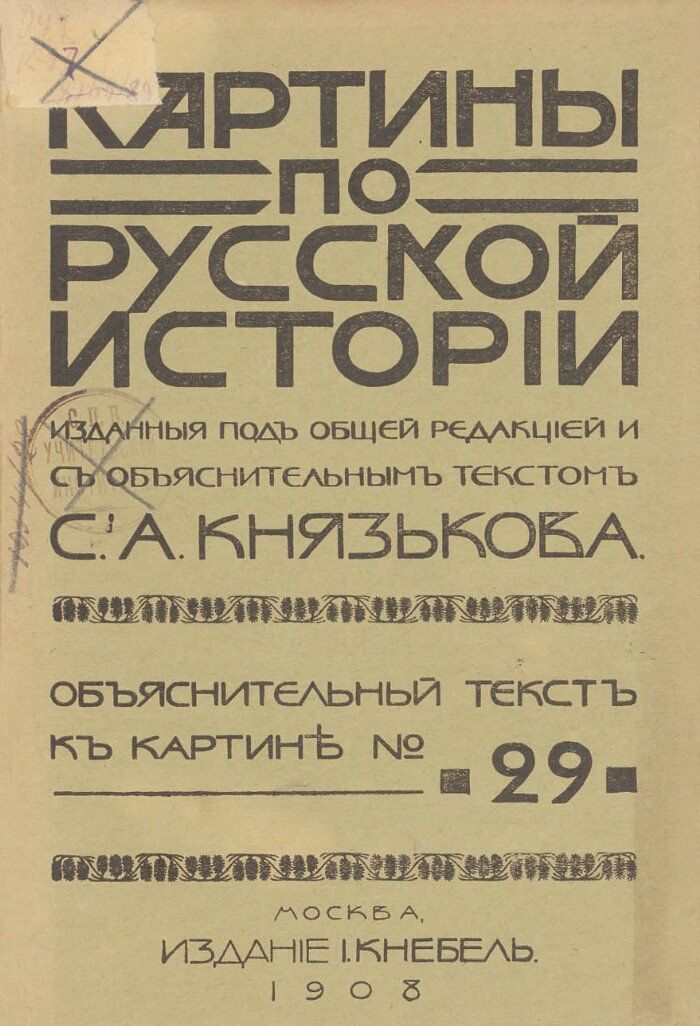 КАРТИНЫ
ПО
РУССКОЙ
ИСТОРІИ
ИЗДАННЫЯ ПОДЪ ОБЩЕЙ РЕДАКЦІЕЙ И
СЪ ОБЪЯСНИТЕЛЬНЫМЪ ТЕКСТОМЪ
С. А. КНЯЗЬКОВА.
ОБЪЯСНИТЕЛЬНЫЙ ТЕКСТЪ
КЪ КАРТИНѢ №
29
МОСКВА,
ИЗДАНІЕ І. КНЕБЕЛЬ.
1908